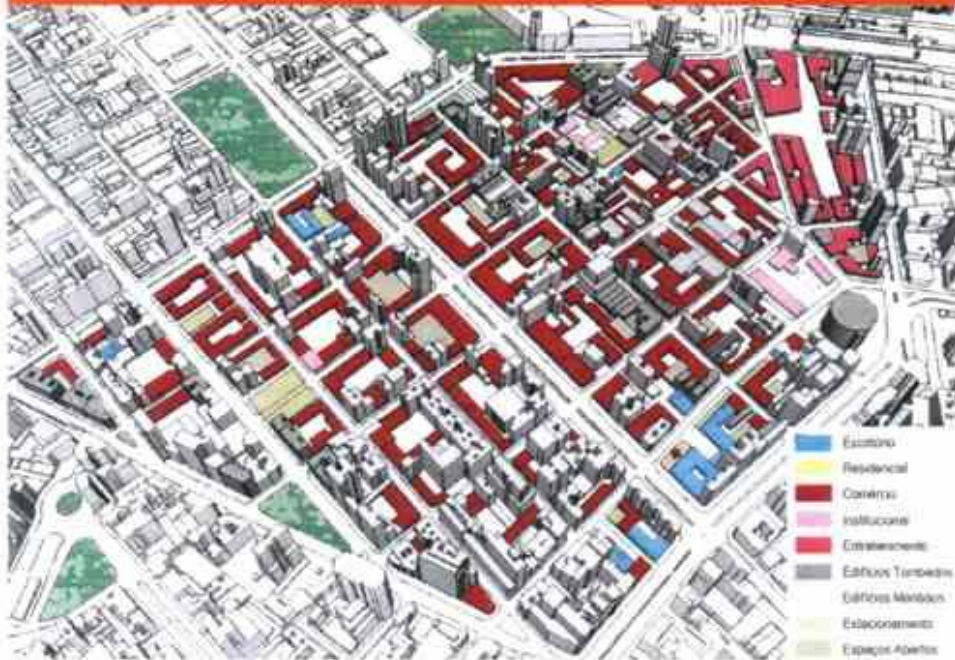 Escritório
Residencial
Comércio
Institucional
Entretenimento
Edifícios Tombados
Edifícios Mantidos
Estacionamento
Espaços Abertos